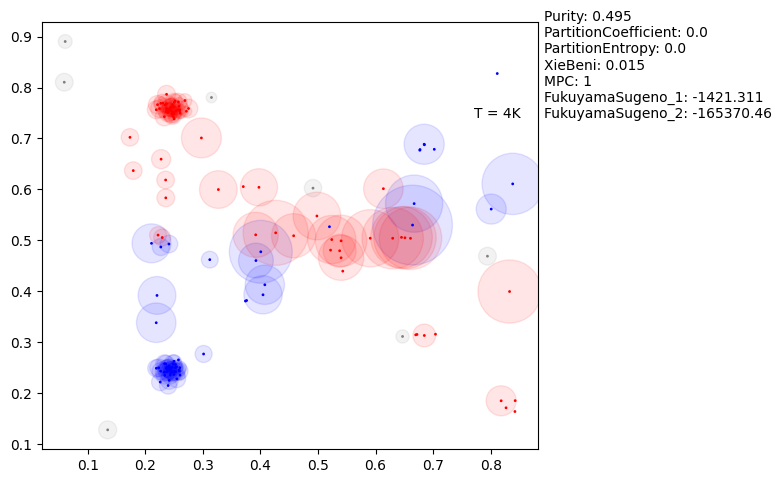 Purity: 0.495
PartitionCoefficient: 0.0
PartitionEntropy: 0.0
XieBeni: 0.015
MPC: 1
FukuyamaSugeno_1: -1421.311
FukuyamaSugeno_2: -165370.46
T = 4K
0.9
0.8
0.7
0.6
0.5
0.4
0.3
0.2
0.1
0.1 0.2 0.3 0.4 0.5 0.6 0.7 0.8